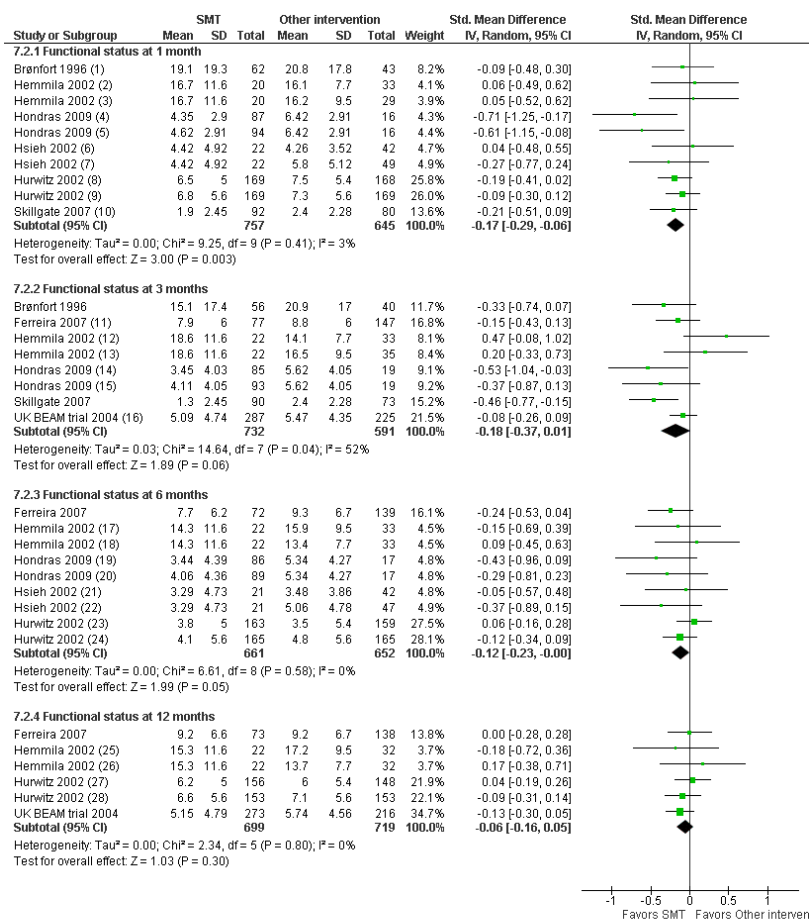 SMT Other intervention Std. Mean Difference Std. Mean Difference
Study or Subgroup Mean SD Total Mean SD Total Weight IV, Random, 95% CI IV, Random, 95% CI
7.2.1 Functional status at 1 month
Brønfort 1996 (1) 19.1 19.3 62 20.8 17.8 43 8.2% -0.09 [-0.48, 0.30]
Hemmila 2002 (2) 16.7 11.6 20 16.1 7.7 33 4.2% 0.06 [-0.49, 0.62]
Hemmila 2002 (3) 16.7 11.6 20 16.2 9.5 29 4.0% 0.05 [-0.52, 0.62]
Hondras 2009 (4) 4.35 2.9 87 6.42 2.91 16 4.4% -0.71 [-1.25, -0.17]
Hondras 2009 (5) 4.62 2.91 94 6.42 2.91 16 4.5% -0.61 [-1.15, -0.08]
Hsieh 2002 (6) 4.42 4.92 22 4.26 3.52 42 4.9% 0.04 [-0.48, 0.55]
Hsieh 2002 (7) 4.42 4.92 22 5.8 5.12 49 5.1% -0.27 [-0.77, 0.24]
Hurwitz 2002 (8) 6.5 5 169 7.5 5.4 168 25.8% -0.19 [-0.41, 0.02]
Hurwitz 2002 (9) 6.8 5.6 169 7.3 5.6 169 26.0% -0.09 [-0.30, 0.12]
Skillgate 2007 (10) 1.9 2.45 92 2.4 2.28 80 13.6% -0.21 [-0.51, 0.09]
Subtotal (95% CI) 757 645 100.0% -0.17 [-0.29, -0.06]
Heterogeneity: Tau² = 0.00; Chi² = 9.25, df = 9 (P = 0.41); I² = 3%
Test for overall effect: Z = 3.00 (P = 0.003)
7.2.2 Functional status at 3 months
Brønfort 1996 15.1 17.4 56 20.9 17 40 11.7% -0.33 [-0.74, 0.07]
Ferreira 2007 (11) 7.9 6 77 8.8 6 147 16.8% -0.15 [-0.43, 0.13]
Hemmila 2002 (12) 18.6 11.6 22 14.1 7.7 33 8.1% 0.47 [-0.08, 1.02]
Hemmila 2002 (13) 18.6 11.6 22 16.5 9.5 35 8.4% 0.20 [-0.33, 0.73]
Hondras 2009 (14) 3.45 4.03 85 5.62 4.05 19 9.0% -0.53 [-1.04, -0.03]
Hondras 2009 (15) 4.11 4.05 93 5.62 4.05 19 9.1% -0.37 [-0.87, 0.13]
Skillgate 2007 1.3 2.45 90 2.4 2.28 73 15.5% -0.46 [-0.77, -0.15]
UK BEAM trial 2004 (16) 5.09 4.74 287 5.47 4.35 225 21.5% -0.08 [-0.26, 0.09]
Subtotal (95% CI) 732 591 100.0% -0.18 [-0.37, 0.01]
Heterogeneity: Tau² = 0.03; Chi² = 14.64, df = 7 (P = 0.04); I² = 52%
Test for overall effect: Z = 1.89 (P = 0.06)
7.2.3 Functional status at 6 months
Ferreira 2007 7.7 6.2 72 9.3 6.7 139 16.1% -0.24 [-0.53, 0.04]
Hemmila 2002 (17) 14.3 11.6 22 15.9 9.5 33 4.5% -0.15 [-0.69, 0.39]
Hemmila 2002 (18) 14.3 11.6 22 13.4 7.7 33 4.5% 0.09 [-0.45, 0.63]
Hondras 2009 (19) 3.44 4.39 86 5.34 4.27 17 4.8% -0.43 [-0.96, 0.09]
Hondras 2009 (20) 4.06 4.36 89 5.34 4.27 17 4.8% -0.29 [-0.81, 0.23]
Hsieh 2002 (21) 3.29 4.73 21 3.48 3.86 42 4.8% -0.05 [-0.57, 0.48]
Hsieh 2002 (22) 3.29 4.73 21 5.06 4.78 47 4.9% -0.37 [-0.89, 0.15]
Hurwitz 2002 (23) 3.8 5 163 3.5 5.4 159 27.5% 0.06 [-0.16, 0.28]
Hurwitz 2002 (24) 4.1 5.6 165 4.8 5.6 165 28.1% -0.12 [-0.34, 0.09]
Subtotal (95% CI) 661 652 100.0% -0.12 [-0.23, -0.00]
Heterogeneity: Tau² = 0.00; Chi² = 6.61, df = 8 (P = 0.58); I² = 0%
Test for overall effect: Z = 1.99 (P = 0.05)
7.2.4 Functional status at 12 months
Ferreira 2007 9.2 6.6 73 9.2 6.7 138 13.8% 0.00 [-0.28, 0.28]
Hemmila 2002 (25) 15.3 11.6 22 17.2 9.5 32 3.7% -0.18 [-0.72, 0.36]
Hemmila 2002 (26) 15.3 11.6 22 13.7 7.7 32 3.7% 0.17 [-0.38, 0.71]
Hurwitz 2002 (27) 6.2 5 156 6 5.4 148 21.9% 0.04 [-0.19, 0.26]
Hurwitz 2002 (28) 6.6 5.6 153 7.1 5.6 153 22.1% -0.09 [-0.31, 0.14]
UK BEAM trial 2004 5.15 4.79 273 5.74 4.56 216 34.7% -0.13 [-0.30, 0.05]
Subtotal (95% CI) 699 719 100.0% -0.06 [-0.16, 0.05]
Heterogeneity: Tau² = 0.00; Chi² = 2.34, df = 5 (P = 0.80); I² = 0%
Test for overall effect: Z = 1.03 (P = 0.30)
-1 -0.5 0 0.5 1
Favors SMT Favors Other interven